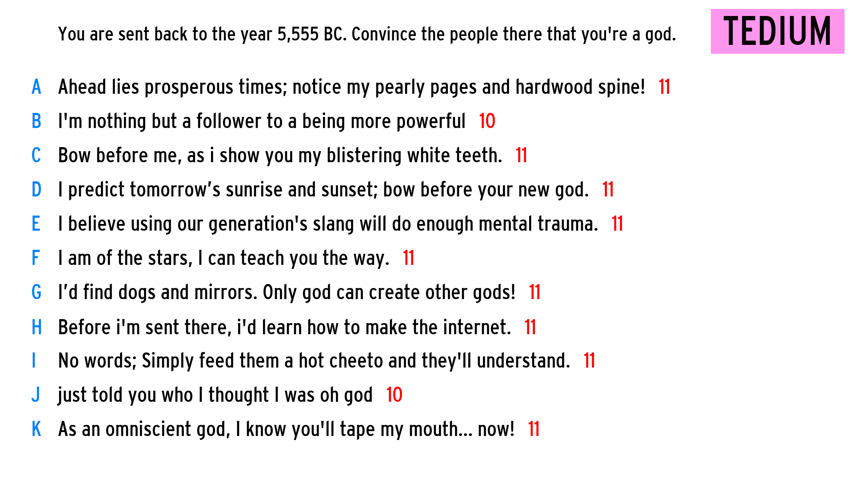 You are sent back to the year 5,555 BC. Convince the people there that you're a god.
TEDIUM
A Ahead lies prosperous times; notice my pearly pages and hardwood spine! 11
B I'm nothing but a follower to a being more powerful 10
C Bow before me, as i show you my blistering white teeth. 11
D I predict tomorrow’s sunrise and sunset; bow before your new god. 11
E I believe using our generation's slang will do enough mental trauma. 11
F I am of the stars, I can teach you the way. 11
G I’d find dogs and mirrors. Only god can create other gods! 11
H Before i'm sent there, i'd learn how to make the internet. 11
I No words; Simply feed them a hot cheeto and they'll understand. 11
J just told you who I thought I was oh god 10
K As an omniscient god, I know you'll tape my mouth... now! 11